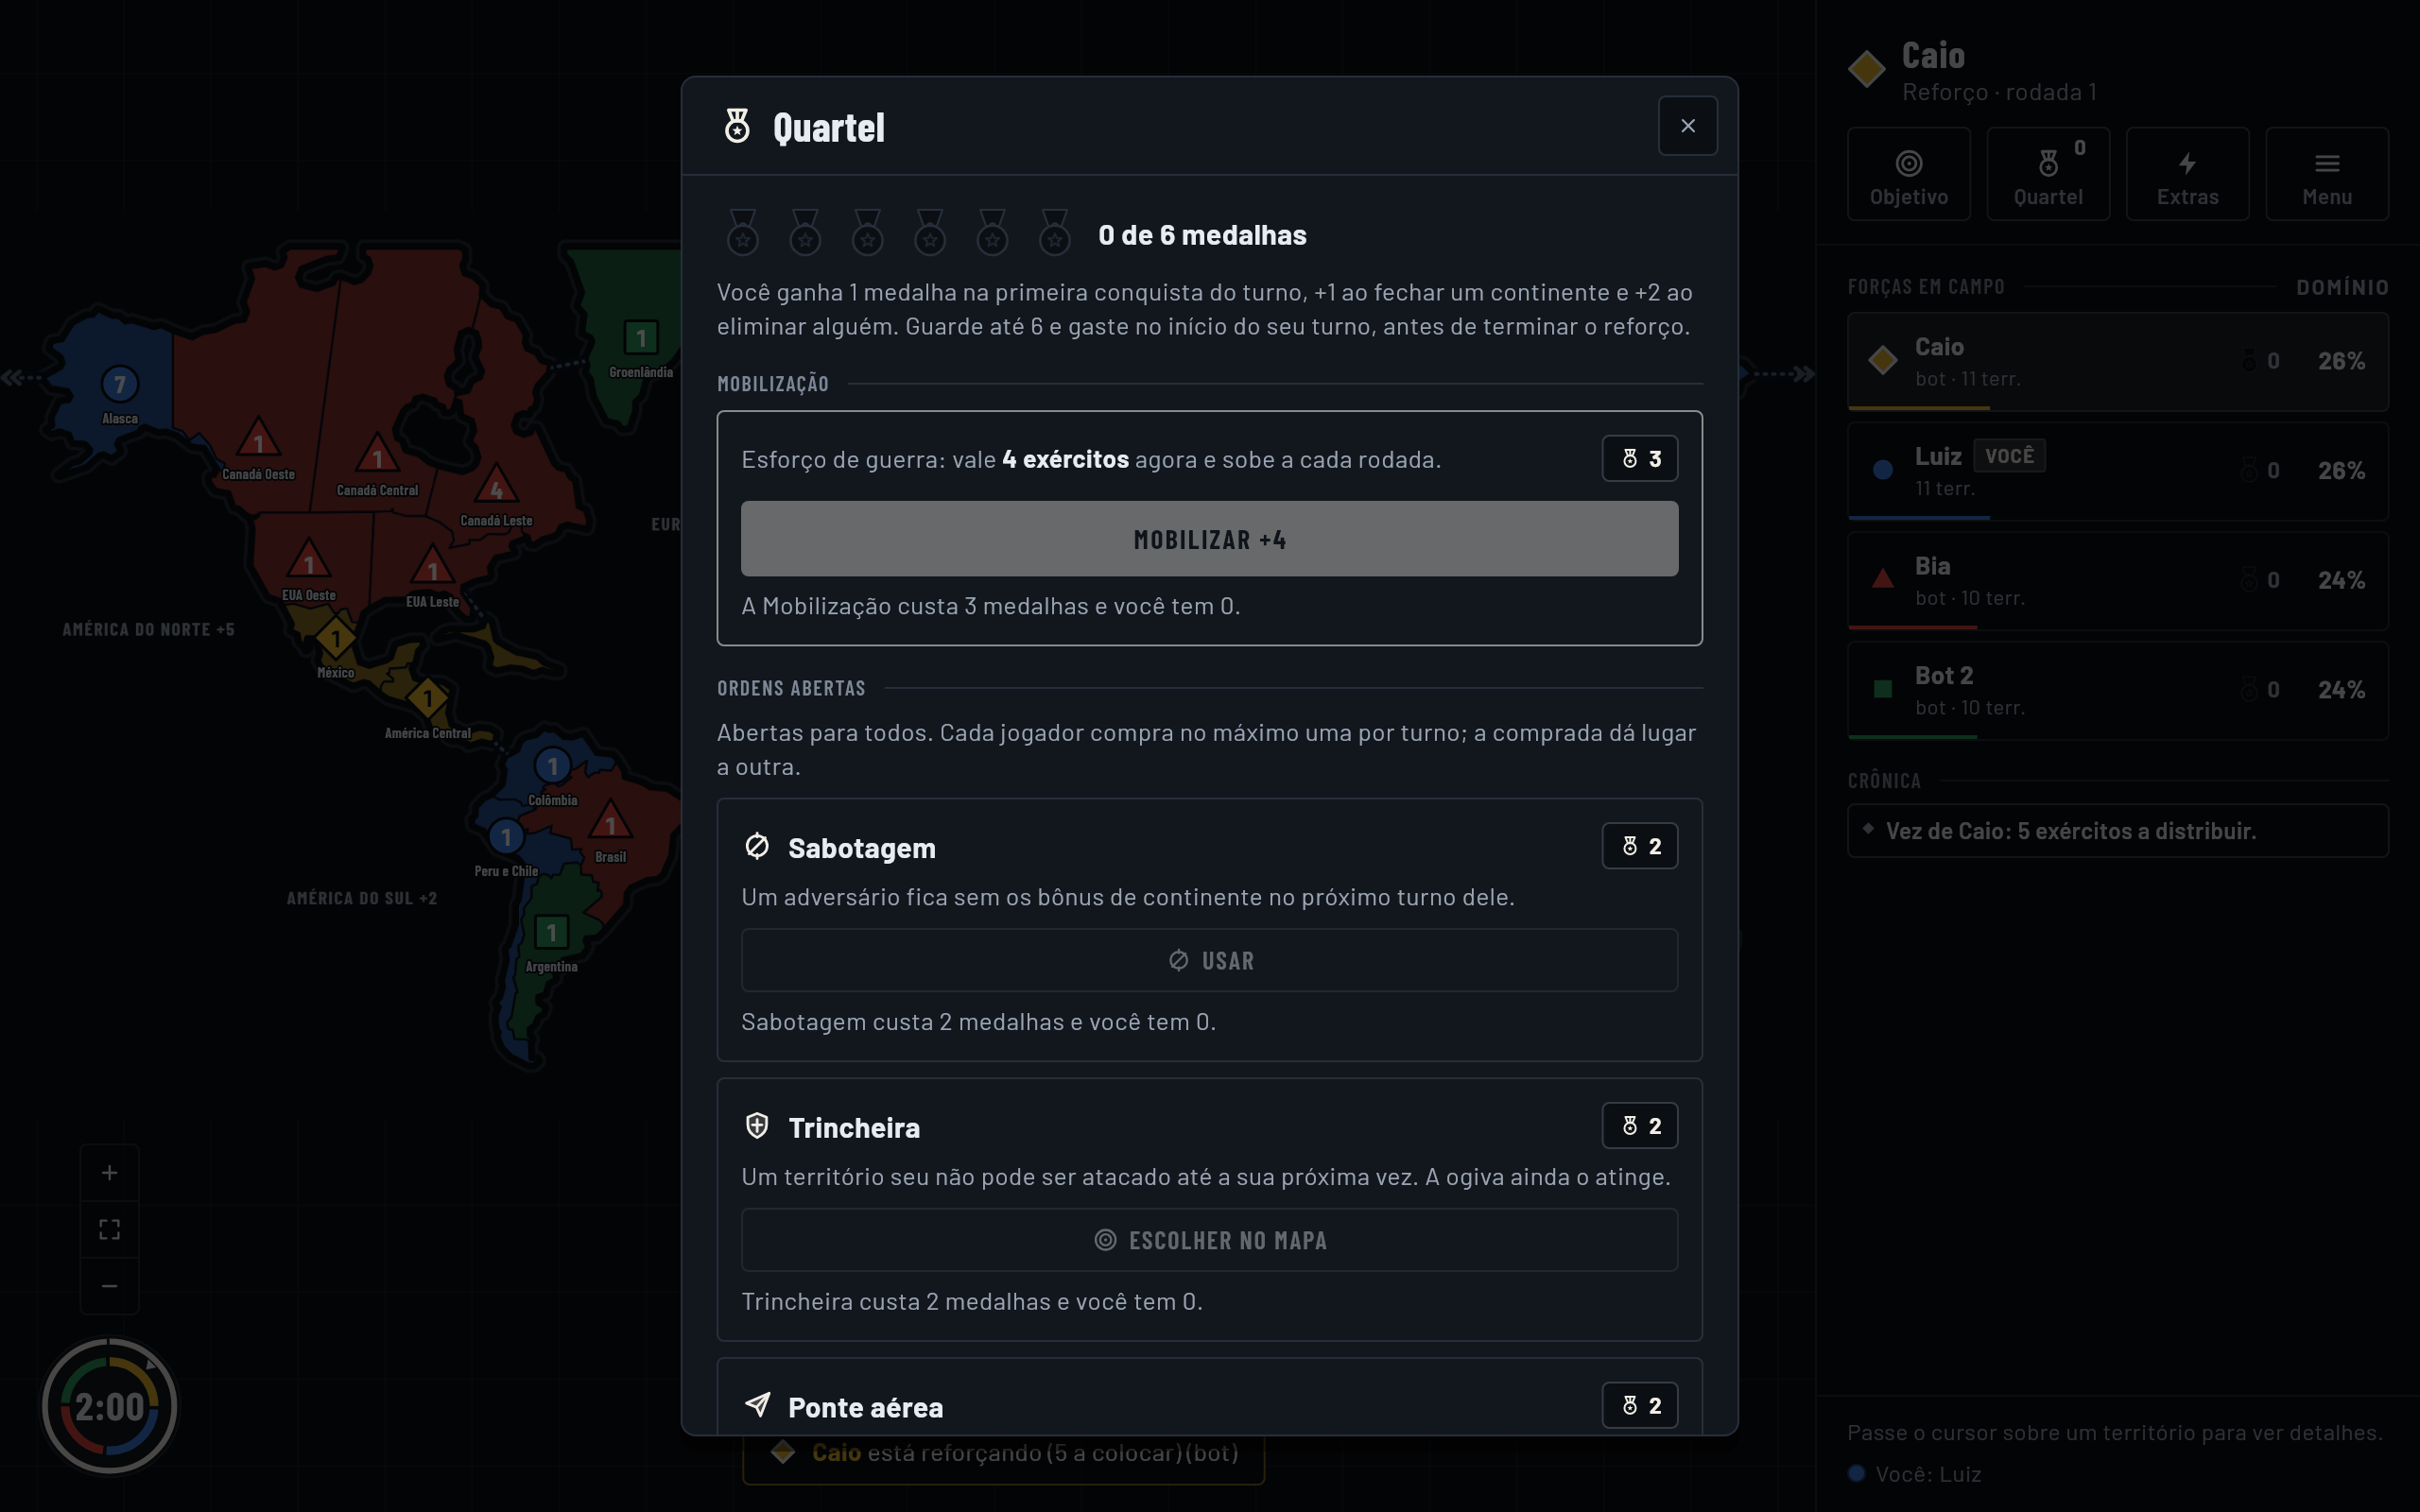 Quartel
0 de 6 medalhas
Você ganha 1 medalha na primeira conquista do turno, +1 ao fechar um continente e +2 ao
eliminar alguém. Guarde até 6 e gaste no início do seu turno, antes de terminar o reforço.
MOBILIZAÇÃO
Esforço de guerra: vale 4 exércitos agora e sobe a cada rodada.
3
MOBILIZAR +4
A Mobilização custa 3 medalhas e você tem 0.
ORDENS ABERTAS
Abertas para todos. Cada jogador compra no máximo uma por turno; a comprada dá lugar
a outra.
Sabotagem
2
Um adversário fica sem os bônus de continente no próximo turno dele.
USAR
Sabotagem custa 2 medalhas e você tem 0.
Trincheira
2
Um território seu não pode ser atacado até a sua próxima vez. A ogiva ainda o atinge.
ESCOLHER NO MAPA
Trincheira custa 2 medalhas e você tem 0.
Ponte aérea
2
Caio está reforçando (5 a colocar) (bot)
7
Alasca
1
Canadá Oeste
1
Canadá Central
4
Canadá Leste
1
Groenlândia
1
EUA Oeste
1
EUA Leste
EUR
AMÉRICA DO NORTE +5
1
México
1
América Central
1
Colômbia
1
Peru e Chile
1
Brasil
AMÉRICA DO SUL +2
1
Argentina
2:00
Caio
Reforço · rodada 1
Objetivo
0
Quartel
Extras
Menu
FORÇAS EM CAMPO
DOMÍNIO
Caio
bot · 11 terr.
0
26%
Luiz VOCÊ
11 terr.
0
26%
Bia
bot · 10 terr.
0
24%
Bot 2
bot · 10 terr.
0
24%
CRÔNICA
Vez de Caio: 5 exércitos a distribuir.
Passe o cursor sobre um território para ver detalhes.
Você: Luiz